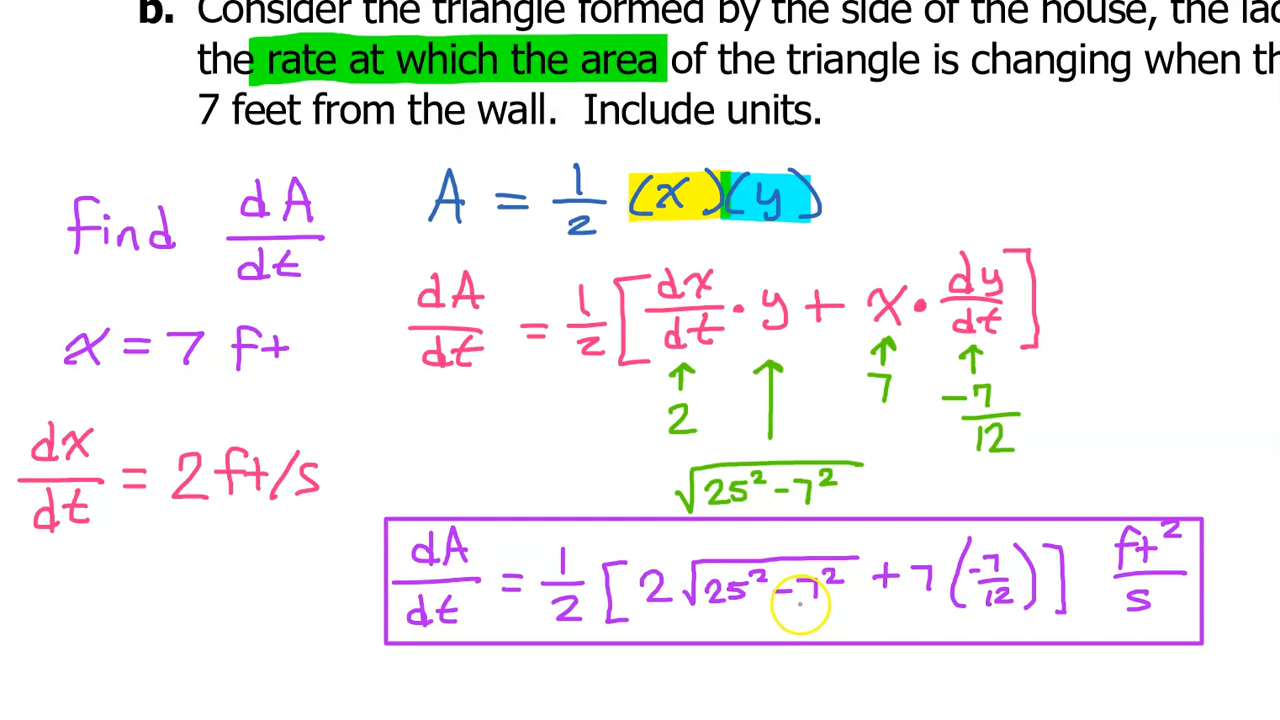 b. Consider the triangle formed by the side of the house, the
the rate at which the area of the triangle is changing when
7 feet from the wall. Include units.
Find dA/dt
A = 1/2 (x)(y)
dA/dt = 1/2 [dx/dt · y + x · dy/dt]
x = 7 ft
2
7
-7/12
dx/dt = 2 ft/s
√(25² - 7²)
dA/dt = 1/2 [2√(25² - 7²) + 7(-7/12)] ft²/s